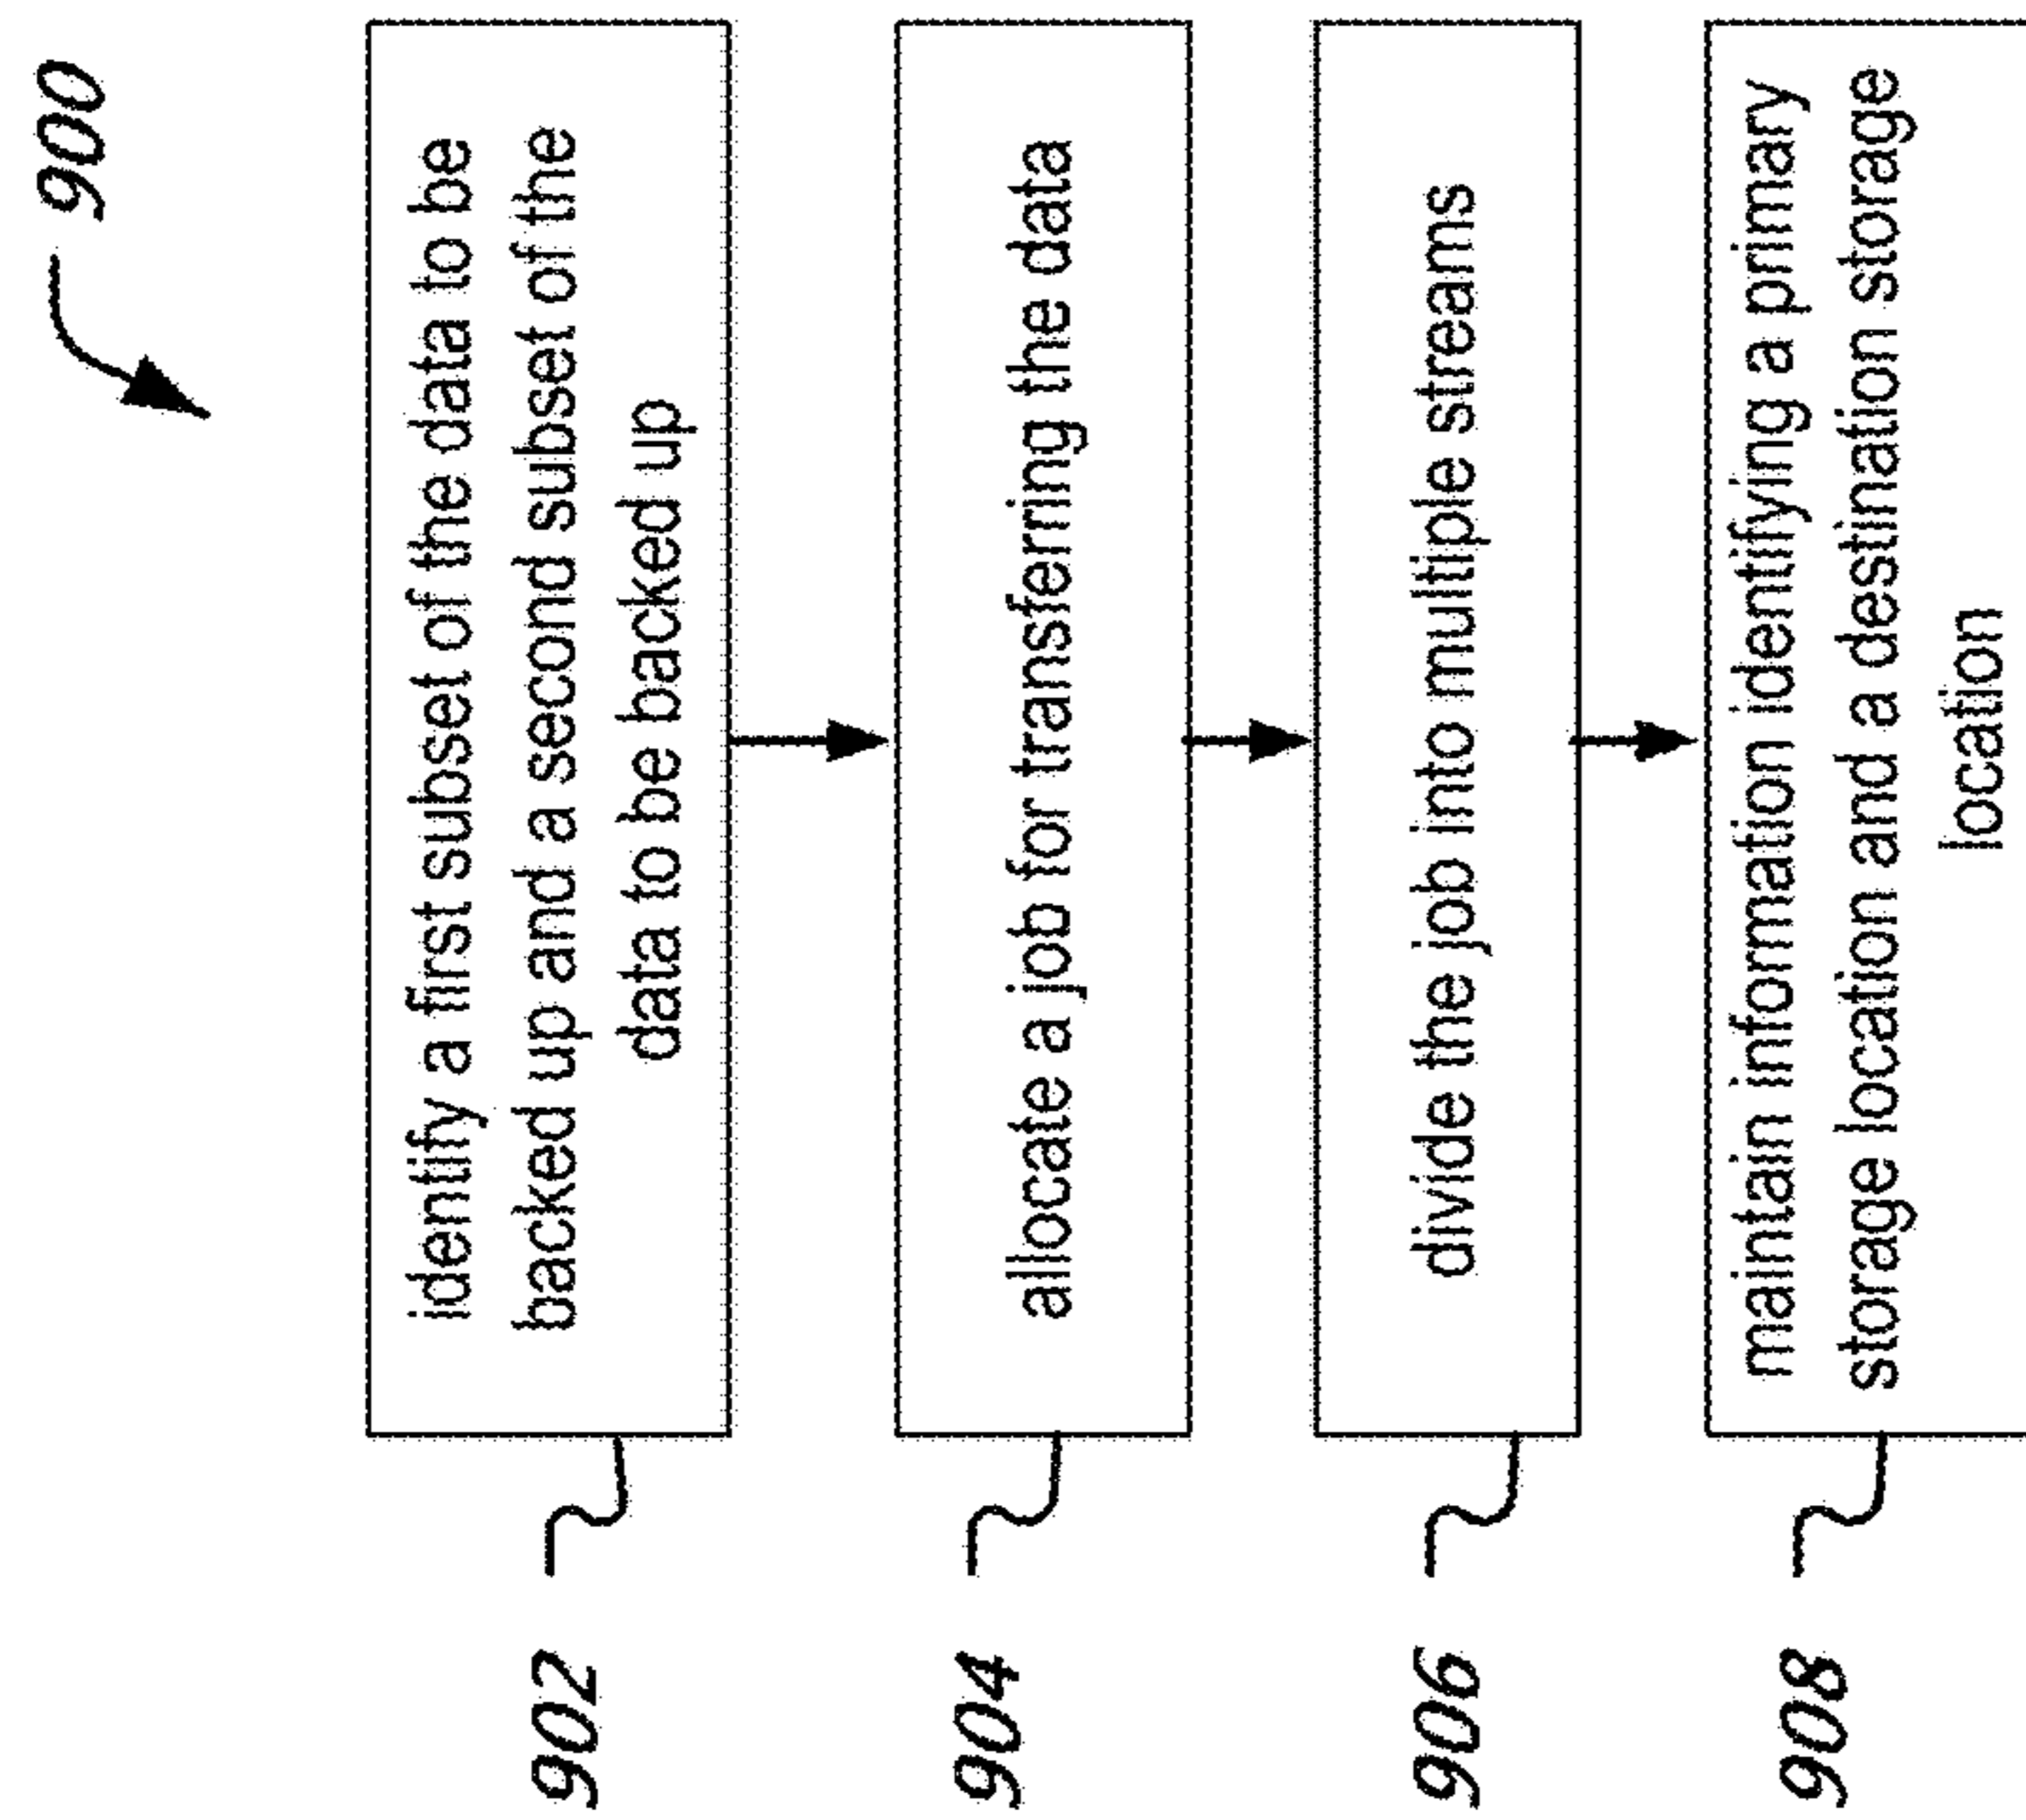 900
902
identify a first subset of the data to be
backed up and a second subset of the
data to be backed up
904
allocate a job for transferring the data
906
divide the job into multiple streams
908
maintain information identifying a primary
storage location and a destination storage
location